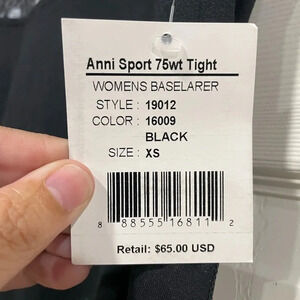 Anni Sport 75wt Tight
WOMENS BASELARER
STYLE : 19012
COLOR : 16009
BLACK
SIZE : XS
8 88555 16811 2
Retail: $65.00 USD